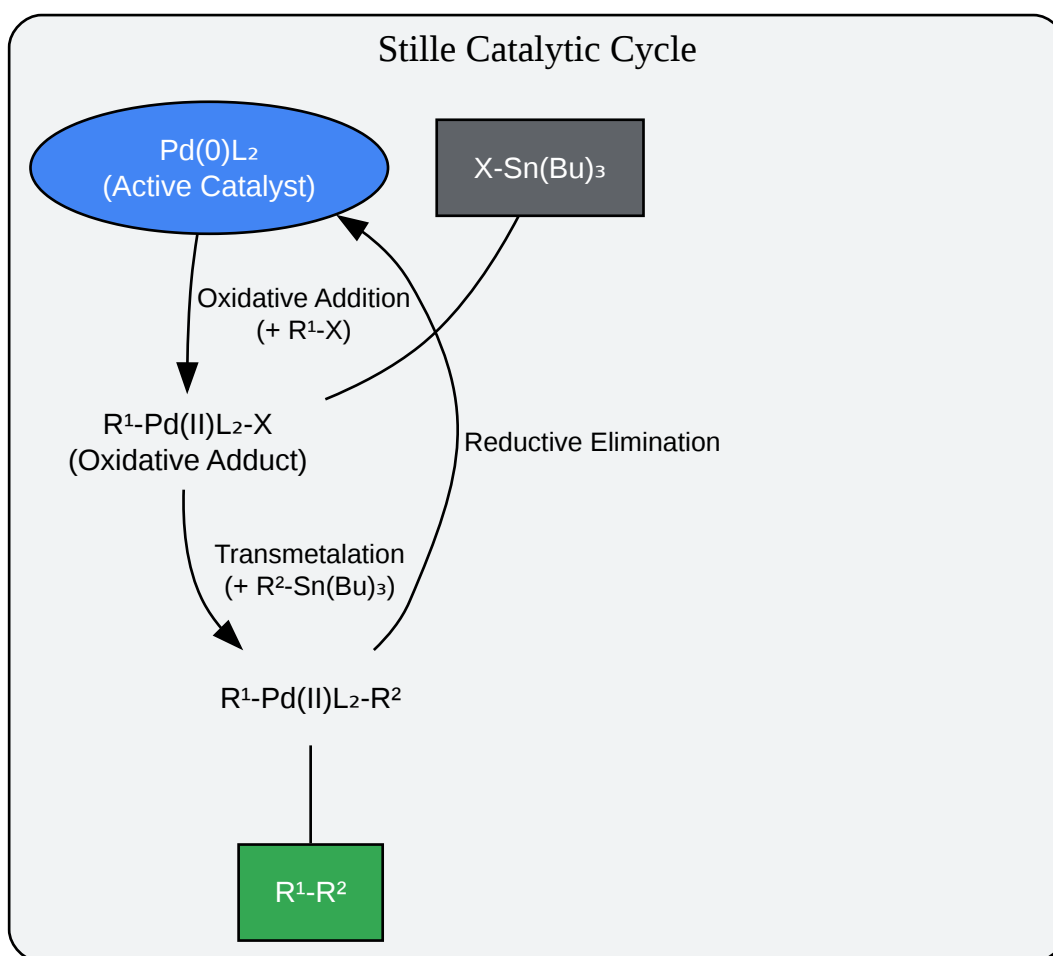 Stille Catalytic Cycle
Pd(0)L₂
(Active Catalyst)
X-Sn(Bu)₃
Oxidative Addition
(+ R¹-X)
R¹-Pd(II)L₂-X
(Oxidative Adduct)
Reductive Elimination
Transmetalation
(+ R²-Sn(Bu)₃)
R¹-Pd(II)L₂-R²
R¹-R²